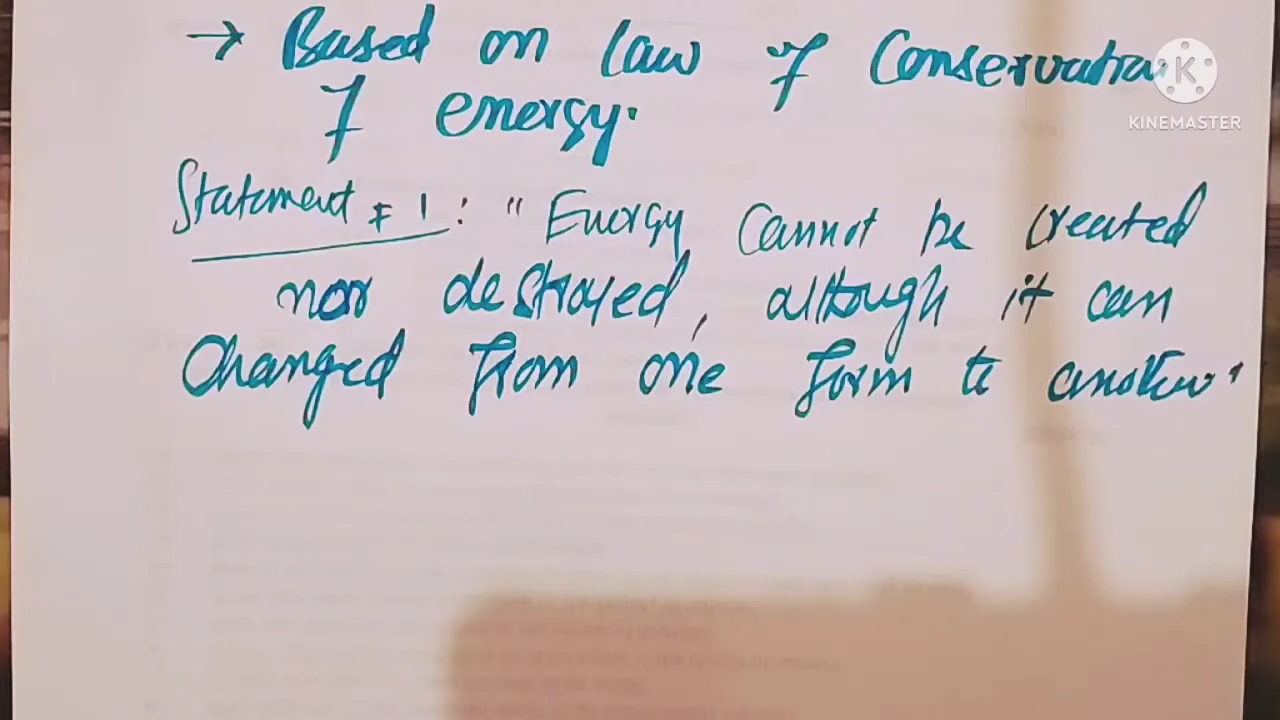 → Based on law of Conservation
of energy.
Statement # 1 : " Energy Cannot be created
nor destroyed, although it can
Changed from one form to another.
K
KINEMASTER